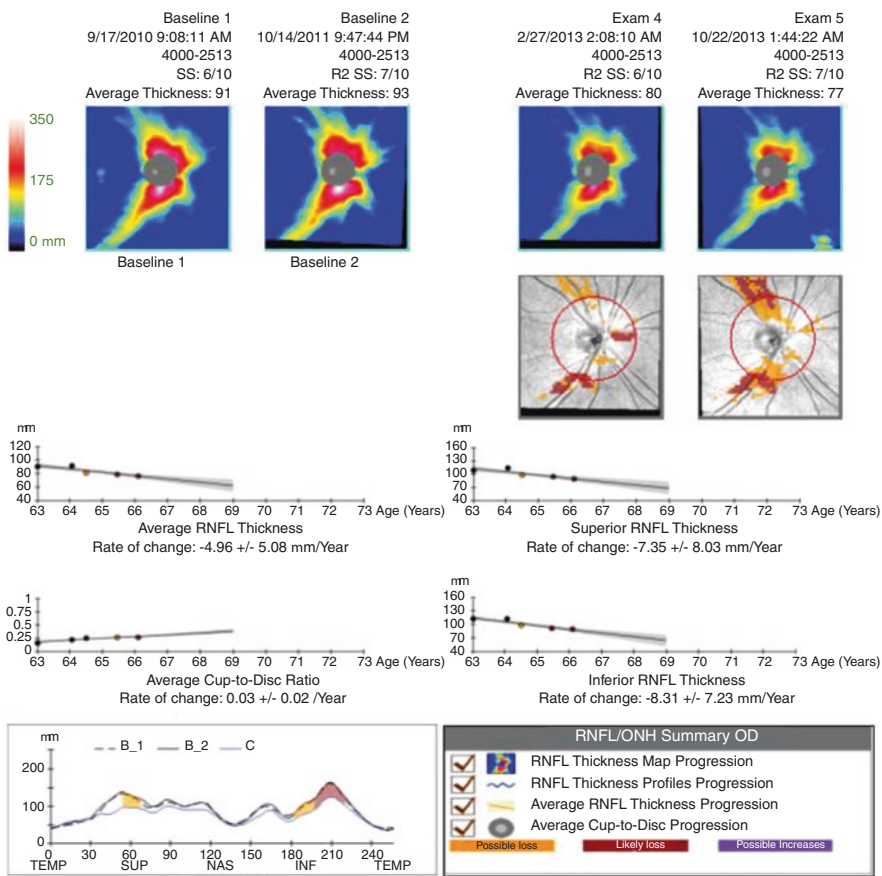 Baseline 1
9/17/2010 9:08:11 AM
4000-2513
SS: 6/10
Average Thickness: 91
Baseline 2
10/14/2011 9:47:44 PM
4000-2513
R2 SS: 7/10
Average Thickness: 93
Exam 4
2/27/2013 2:08:10 AM
4000-2513
R2 SS: 6/10
Average Thickness: 80
Exam 5
10/22/2013 1:44:22 AM
4000-2513
R2 SS: 7/10
Average Thickness: 77
350
175
0 mm
Baseline 1
Baseline 2
mm
120
100
80
60
40
63 64 65 66 67 68 69 70 71 72 73 Age (Years)
Average RNFL Thickness
Rate of change: -4.96 +/- 5.08 mm/Year
mm
160
130
100
70
40
63 64 65 66 67 68 69 70 71 72 73 Age (Years)
Superior RNFL Thickness
Rate of change: -7.35 +/- 8.03 mm/Year
1
0.75
0.5
0.25
0
63 64 65 66 67 68 69 70 71 72 73 Age (Years)
Average Cup-to-Disc Ratio
Rate of change: 0.03 +/- 0.02 /Year
mm
160
130
100
70
40
63 64 65 66 67 68 69 70 71 72 73 Age (Years)
Inferior RNFL Thickness
Rate of change: -8.31 +/- 7.23 mm/Year
mm
B_1 B_2 C
200
100
0
0 30 60 90 120 150 180 210 240
TEMP SUP NAS INF TEMP
RNFL/ONH Summary OD
RNFL Thickness Map Progression
RNFL Thickness Profiles Progression
Average RNFL Thickness Progression
Average Cup-to-Disc Progression
Possible loss Likely loss Possible Increases